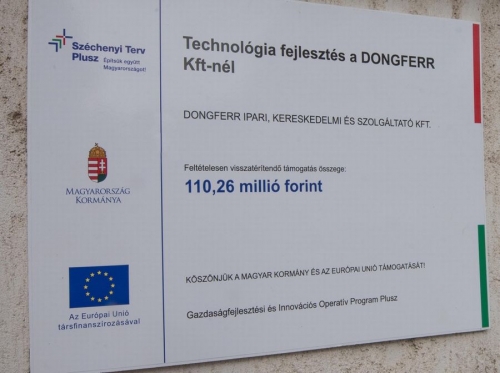 Széchenyi Terv
Plusz Építsük együtt
Magyarországot!
MAGYARORSZÁG
KORMÁNYA
Az Európai Unió
társfinanszírozásával
Technológia fejlesztés a DONGFERR
Kft-nél
DONGFERR IPARI, KERESKEDELMI ÉS SZOLGÁLTATÓ KFT.
Feltételesen visszatérítendő támogatás összege:
110,26 millió forint
KÖSZÖNJÜK A MAGYAR KORMÁNY ÉS AZ EURÓPAI UNIÓ TÁMOGATÁSÁT!
Gazdaságfejlesztési és Innovációs Operatív Program Plusz